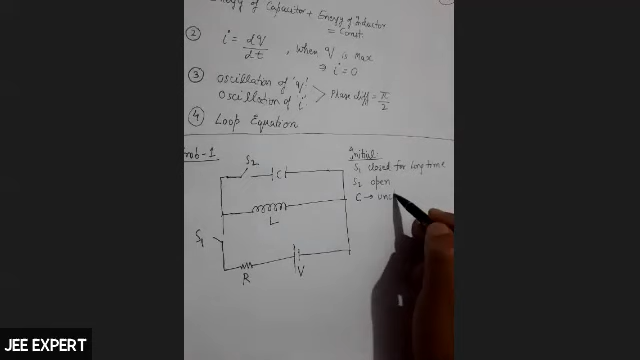 Energy of Capacitor + Energy of Inductor
= Const.
② i = dq/dt , when q is Max
⇒ i = 0
③ Oscillation of 'q'
Oscillation of 'i' > Phase diff = π/2
④ Loop Equation
Prob-1
Initial:
S1 closed for long time
S2 open
C → unc
S2
C
L
S1
R
V
JEE EXPERT